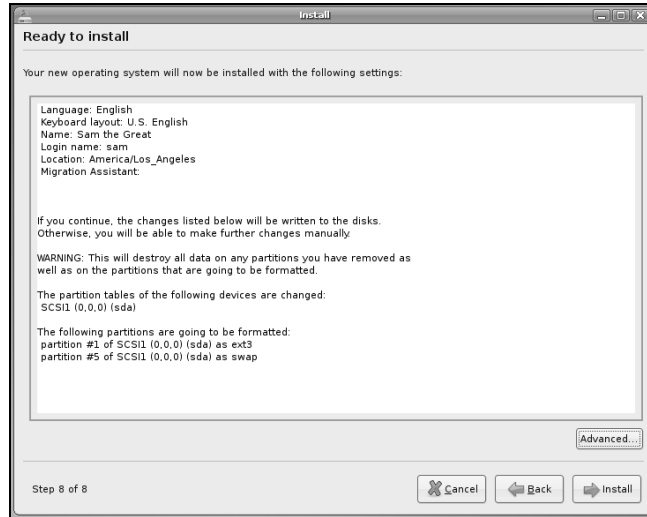 Install
Ready to install
Your new operating system will now be installed with the following settings:
Language: English
Keyboard layout: U.S. English
Name: Sam the Great
Login name: sam
Location: America/Los_Angeles
Migration Assistant:
If you continue, the changes listed below will be written to the disks.
Otherwise, you will be able to make further changes manually.
WARNING: This will destroy all data on any partitions you have removed as
well as on the partitions that are going to be formatted.
The partition tables of the following devices are changed:
SCSI1 (0,0,0) (sda)
The following partitions are going to be formatted:
partition #1 of SCSI1 (0,0,0) (sda) as ext3
partition #5 of SCSI1 (0,0,0) (sda) as swap
Advanced...
Step 8 of 8
Cancel
Back
Install